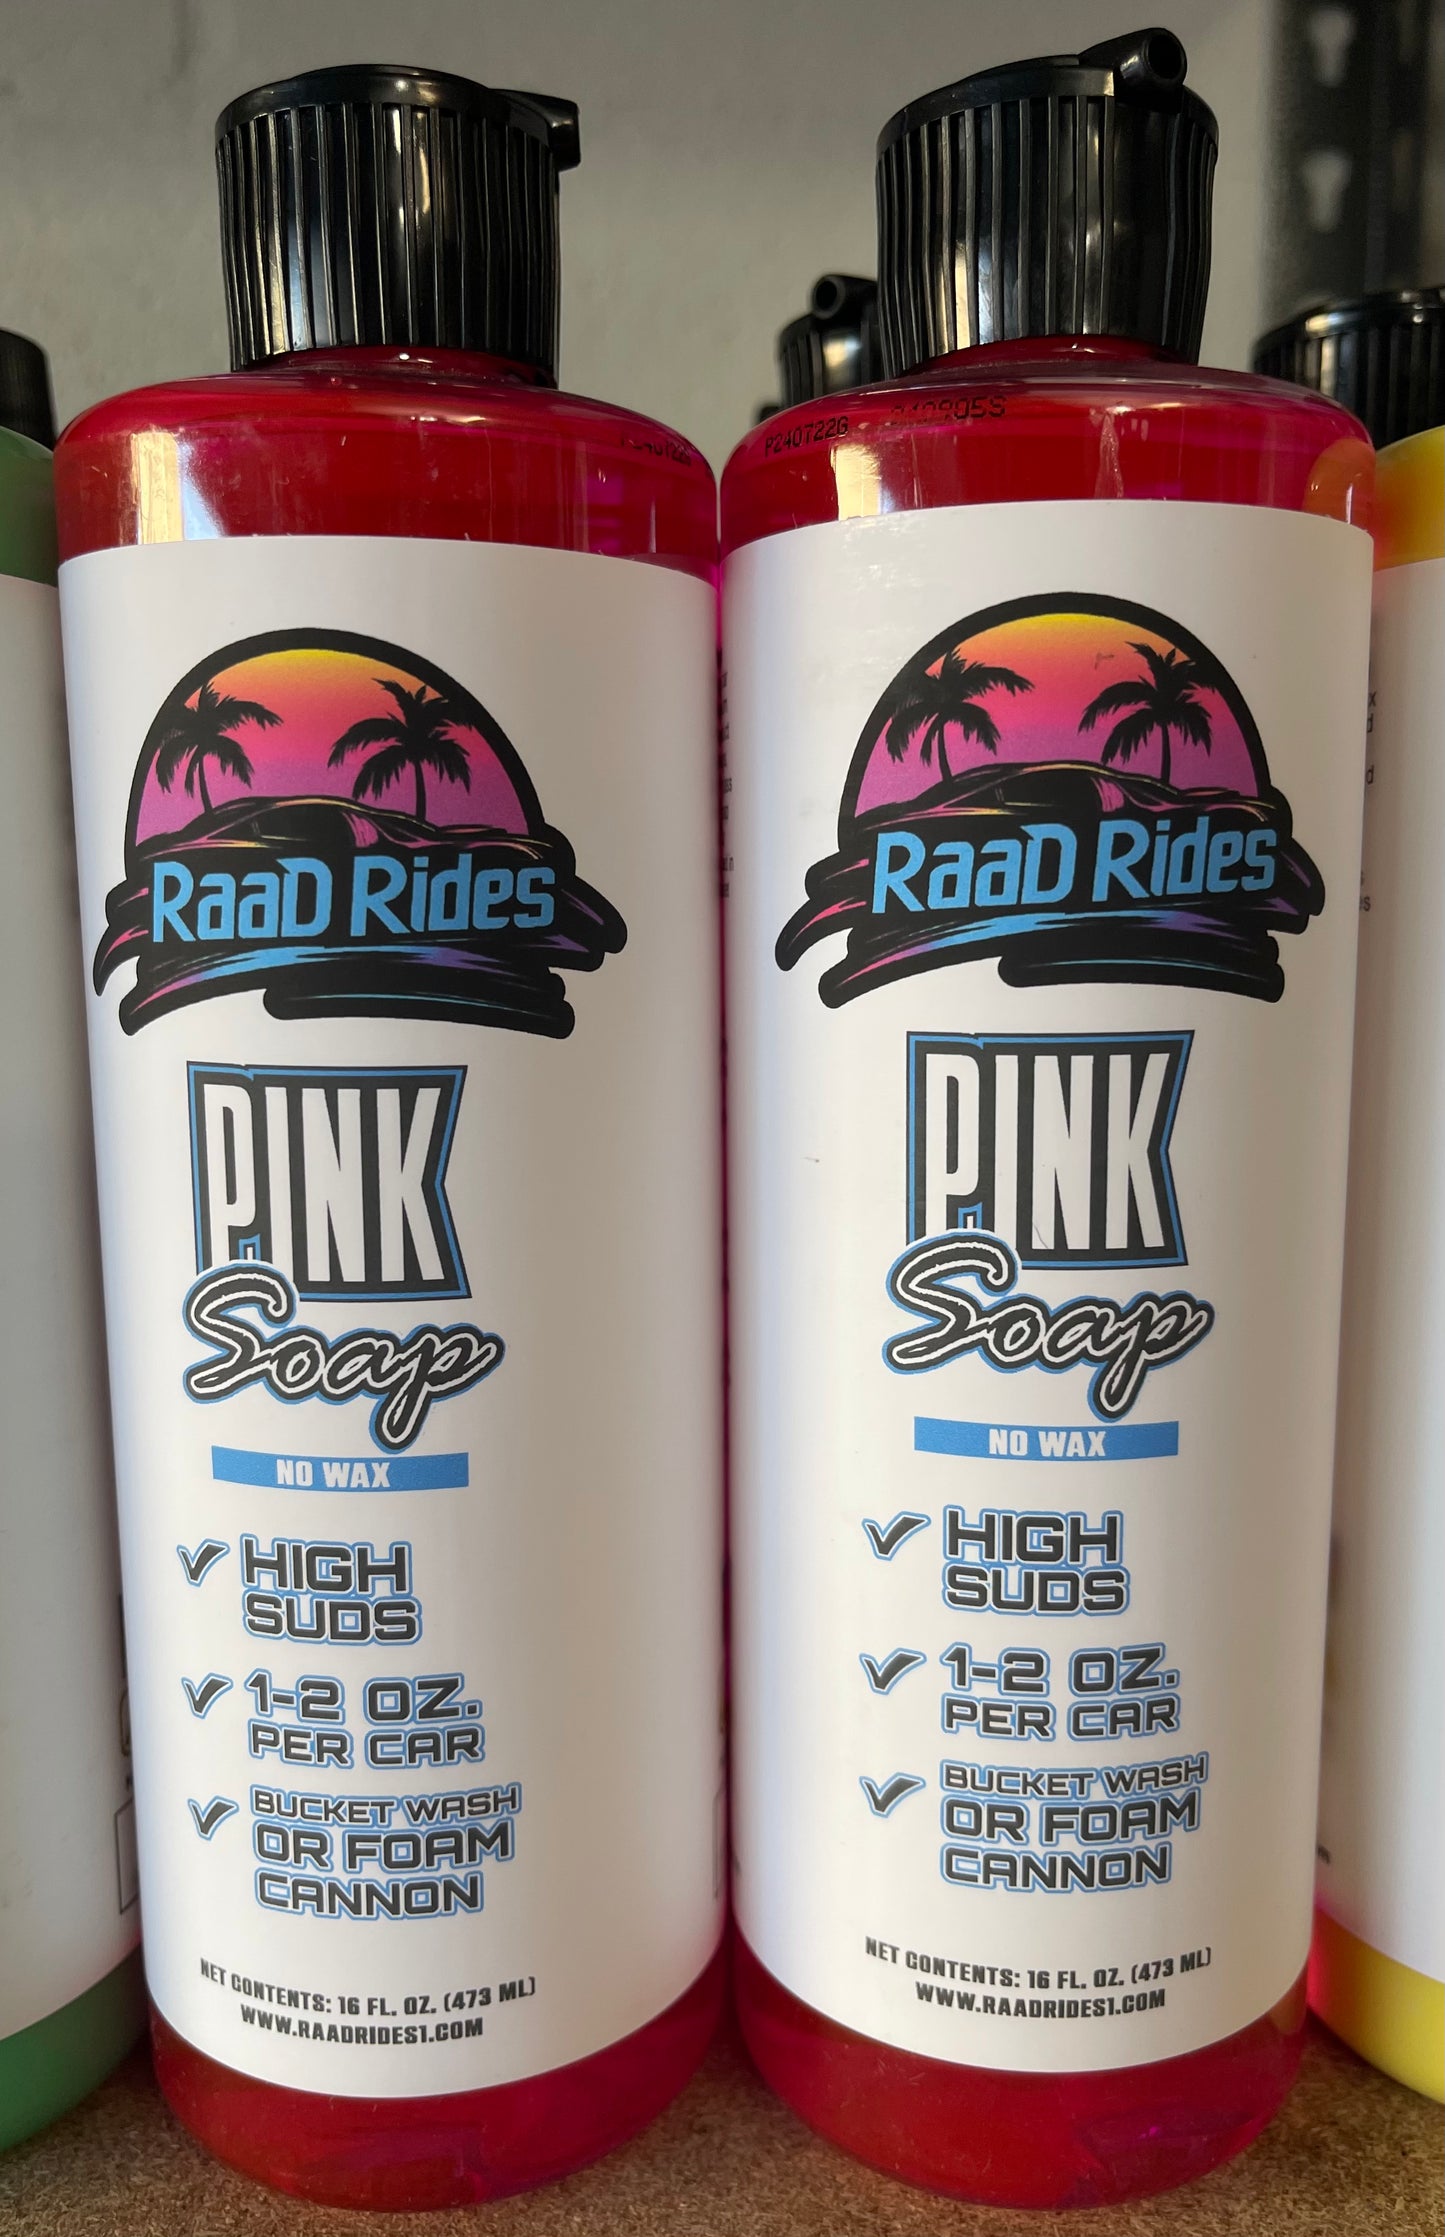 RaaD Rides
PINK
Soap
NO WAX
HIGH
SUDS
1-2 OZ.
PER CAR
BUCKET WASH
OR FOAM
CANNON
NET CONTENTS: 16 FL. OZ. (473 ML)
WWW.RAADRIDES1.COM
P240722G
RaaD Rides
PINK
Soap
NO WAX
HIGH
SUDS
1-2 OZ.
PER CAR
BUCKET WASH
OR FOAM
CANNON
NET CONTENTS: 16 FL. OZ. (473 ML)
WWW.RAADRIDES1.COM